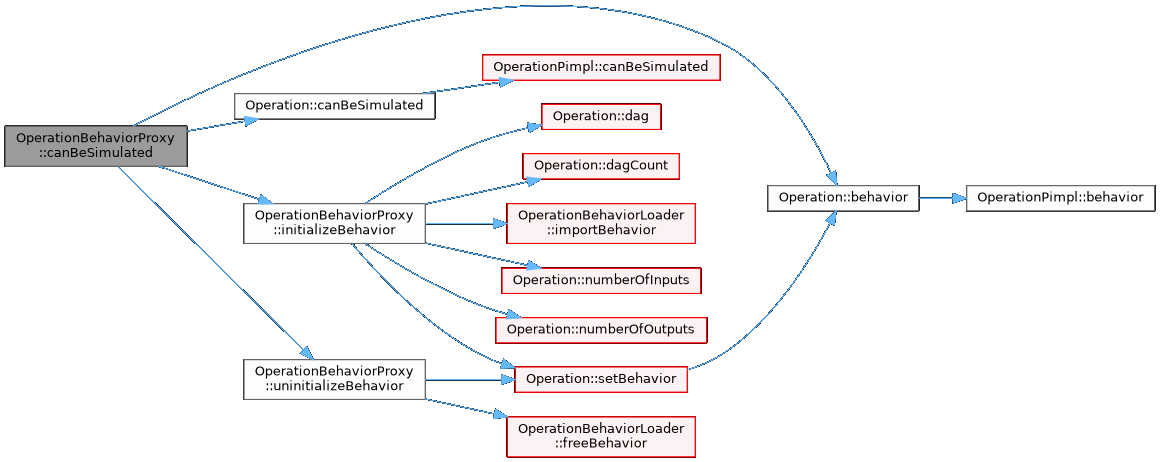 OperationBehaviorProxy
::canBeSimulated
Operation::canBeSimulated
OperationPimpl::canBeSimulated
OperationBehaviorProxy
::initializeBehavior
Operation::dag
Operation::dagCount
OperationBehaviorLoader
::importBehavior
Operation::numberOfInputs
Operation::numberOfOutputs
Operation::setBehavior
OperationBehaviorProxy
::uninitializeBehavior
OperationBehaviorLoader
::freeBehavior
Operation::behavior
OperationPimpl::behavior